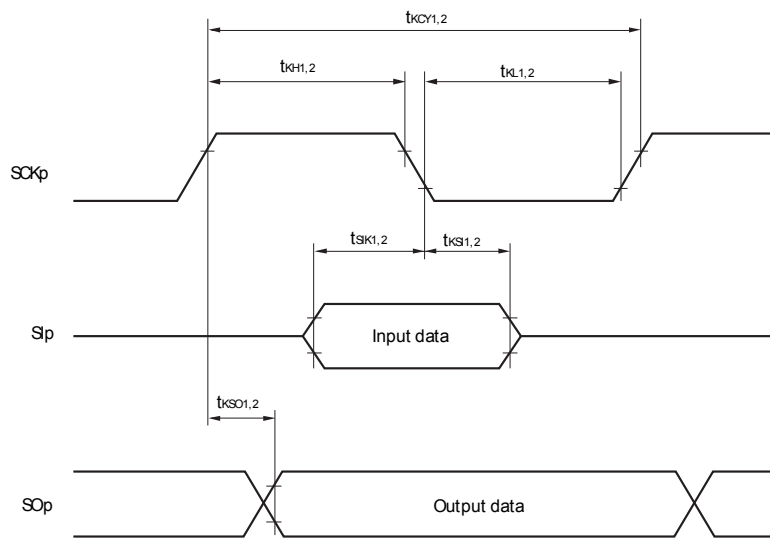 tKCY1,2
tKH1,2
tKL1,2
SCKp
tSIK1,2
tKSI1,2
SIp
Input data
tKSO1,2
SOp
Output data